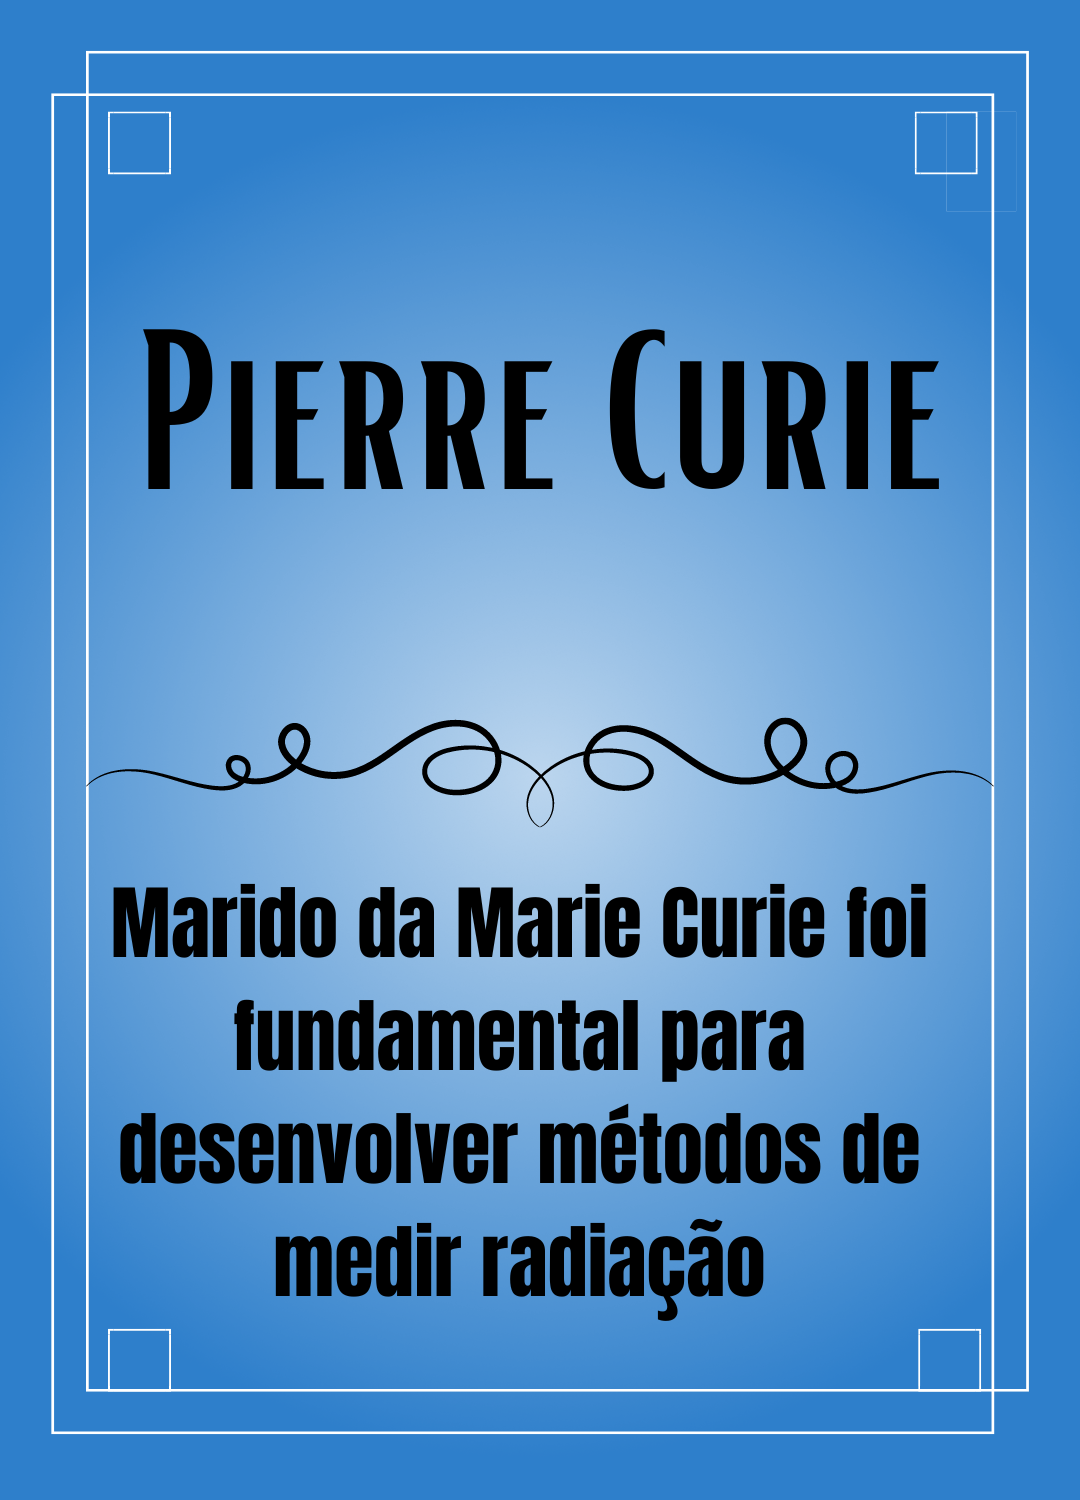 Pierre Curie
Marido da Marie Curie foi
fundamental para
desenvolver métodos de
medir radiação